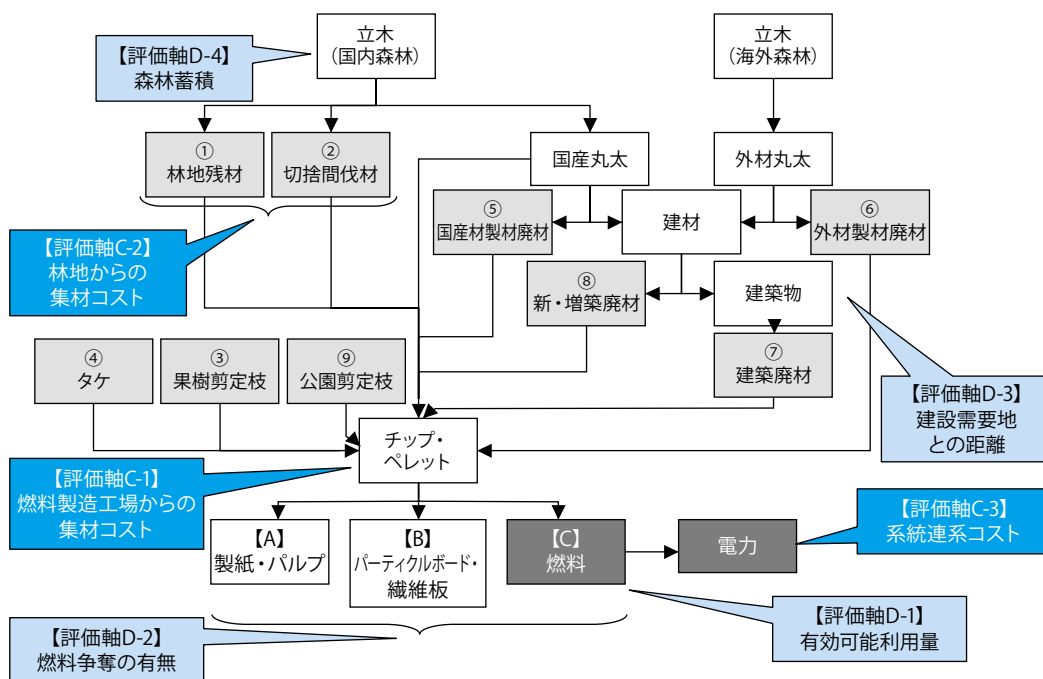 立木
(国内森林)
立木
(海外森林)
【評価軸D-4】
森林蓄積
①
林地残材
②
切捨間伐材
国産丸太
外材丸太
⑤
国産材製材廃材
建材
⑥
外材製材廃材
【評価軸C-2】
林地からの
集材コスト
⑧
新・増築廃材
建築物
④
タケ
③
果樹剪定枝
⑨
公園剪定枝
⑦
建築廃材
【評価軸D-3】
建設需要地
との距離
チップ・
ペレット
【評価軸C-1】
燃料製造工場からの
集材コスト
【A】
製紙・パルプ
【B】
パーティクルボード・
繊維板
【C】
燃料
電力
【評価軸C-3】
系統連系コスト
【評価軸D-2】
燃料争奪の有無
【評価軸D-1】
有効可能利用量